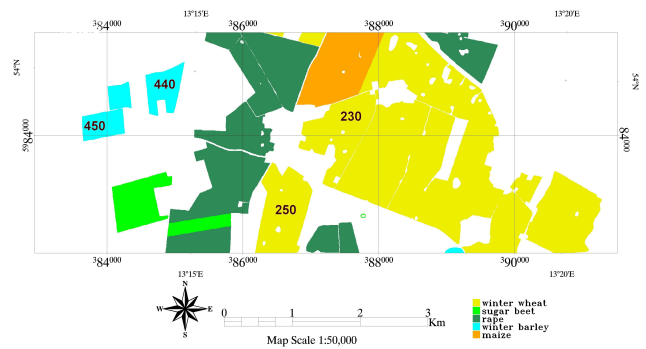 13°15'E 13°20'E
³84⁰⁰⁰ ³86⁰⁰⁰ ³88⁰⁰⁰ ³90⁰⁰⁰
54°N 54°N
440
230
450
5984⁰⁰⁰ 84⁰⁰⁰
250
³84⁰⁰⁰ ³86⁰⁰⁰ ³88⁰⁰⁰ ³90⁰⁰⁰
13°15'E 13°20'E
N
W E
S
0 1 2 3
Km
Map Scale 1:50,000
winter wheat
sugar beet
rape
winter barley
maize